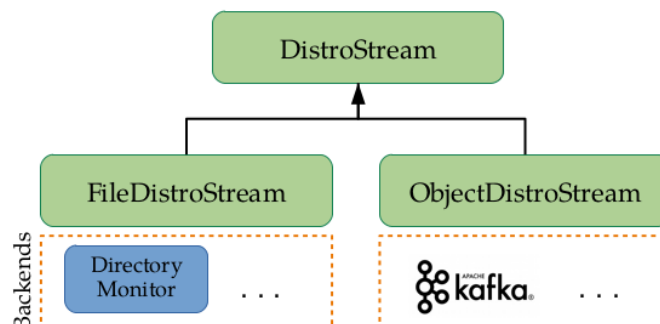 DistroStream
FileDistroStream
ObjectDistroStream
Backends
Directory
Monitor
. . .
APACHE
kafka®
. . .